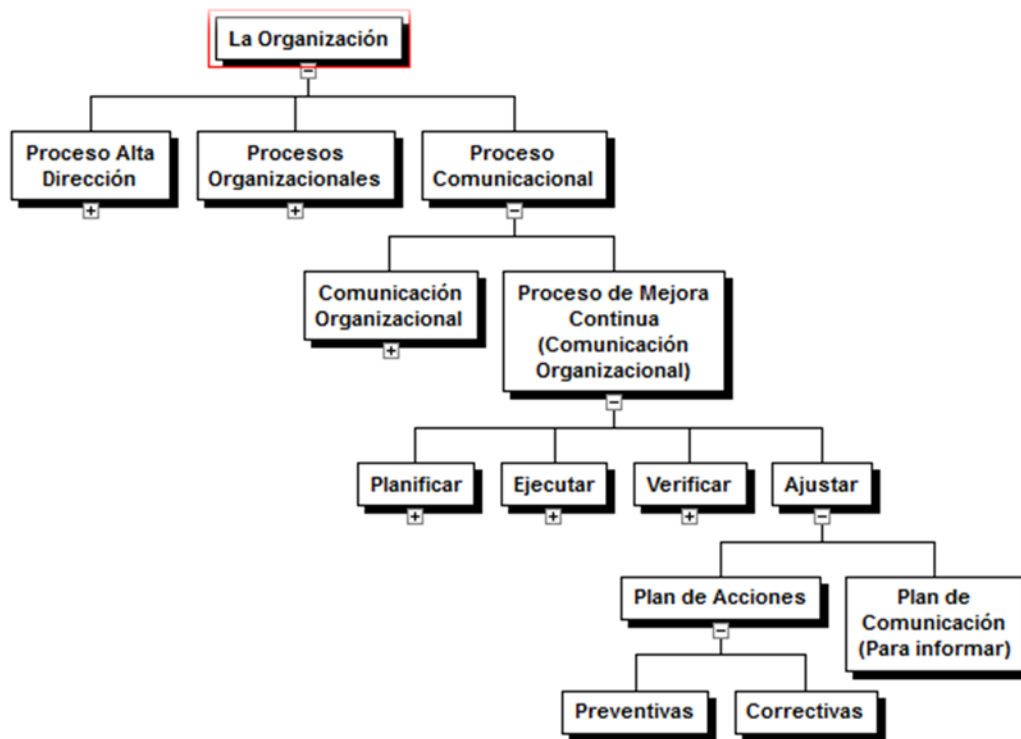 La Organización
Proceso Alta
Dirección
Procesos
Organizacionales
Proceso
Comunicacional
Comunicación
Organizacional
Proceso de Mejora
Continua
(Comunicación
Organizacional)
Planificar
Ejecutar
Verificar
Ajustar
Plan de Acciones
Plan de
Comunicación
(Para informar)
Preventivas
Correctivas